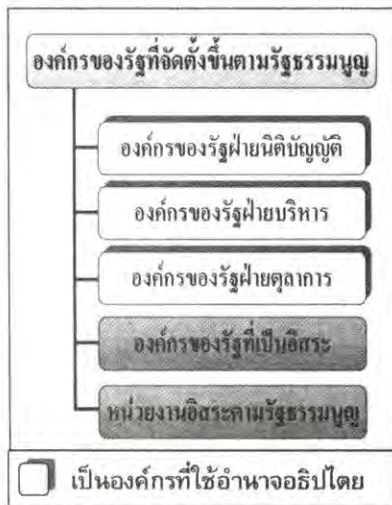 องค์กรของรัฐที่จัดตั้งขึ้นตามรัฐธรรมนูญ
องค์กรของรัฐฝ่ายนิติบัญญัติ
องค์กรของรัฐฝ่ายบริหาร
องค์กรของรัฐฝ่ายตุลาการ
องค์กรของรัฐที่เป็นอิสระ
หน่วยงานอิสระตามรัฐธรรมนูญ
เป็นองค์กรที่ใช้อำนาจอธิปไตย